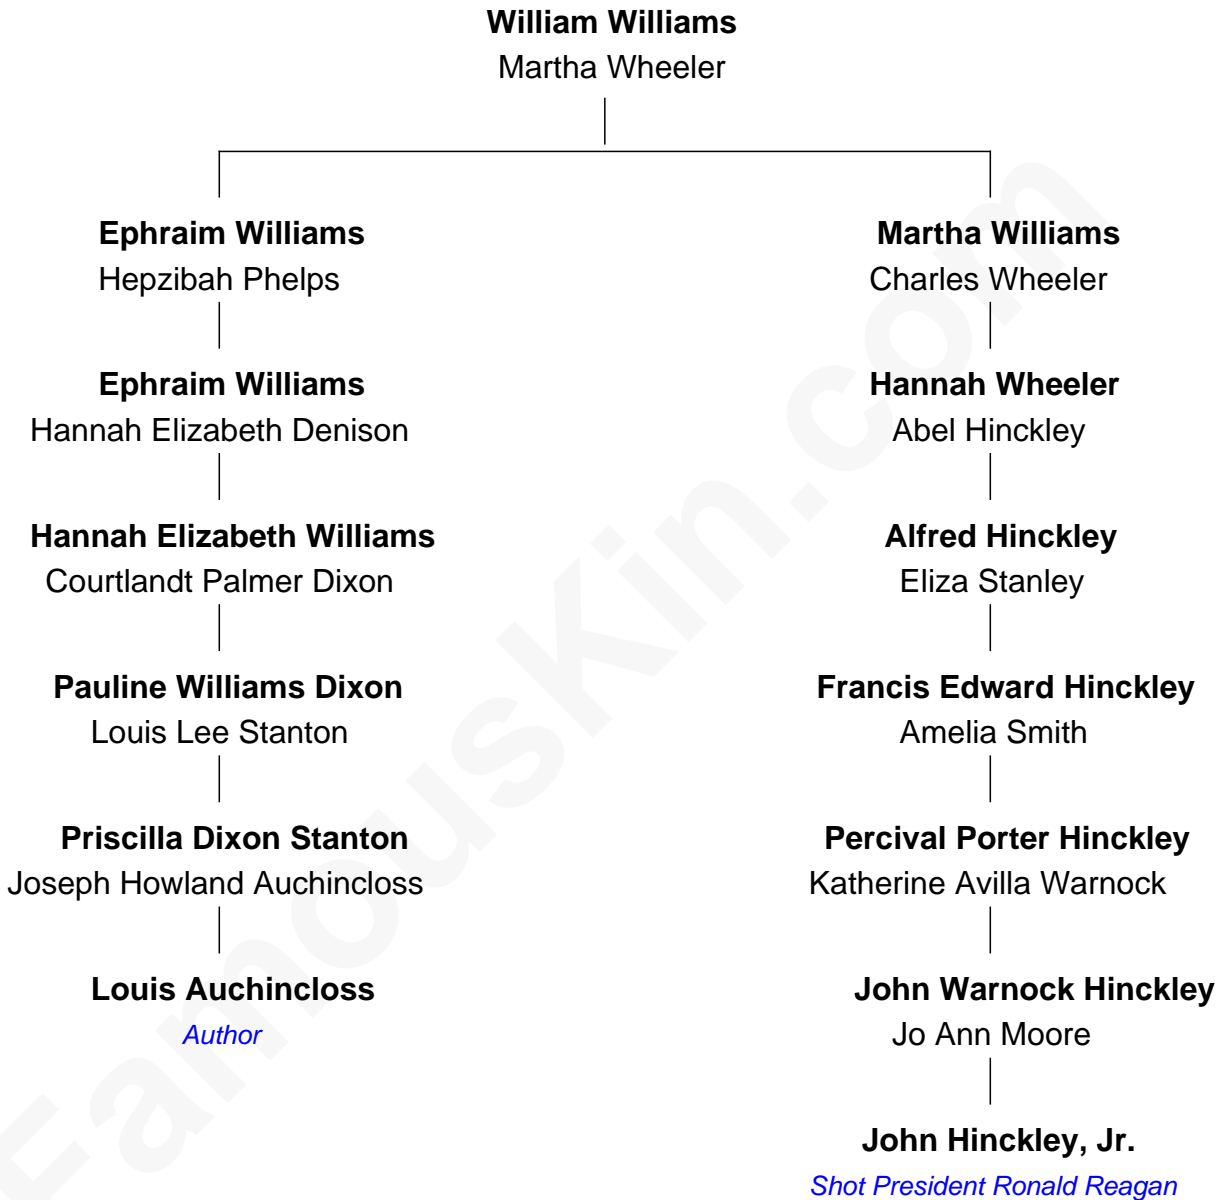 William Williams
Martha Wheeler
Ephraim Williams
Hepzibah Phelps
Martha Williams
Charles Wheeler
Ephraim Williams
Hannah Elizabeth Denison
Hannah Wheeler
Abel Hinckley
Hannah Elizabeth Williams
Courtlandt Palmer Dixon
Alfred Hinckley
Eliza Stanley
Pauline Williams Dixon
Louis Lee Stanton
Francis Edward Hinckley
Amelia Smith
Priscilla Dixon Stanton
Joseph Howland Auchincloss
Percival Porter Hinckley
Katherine Avilla Warnock
Louis Auchincloss
Author
John Warnock Hinckley
Jo Ann Moore
John Hinckley, Jr.
Shot President Ronald Reagan
FamousKin.com